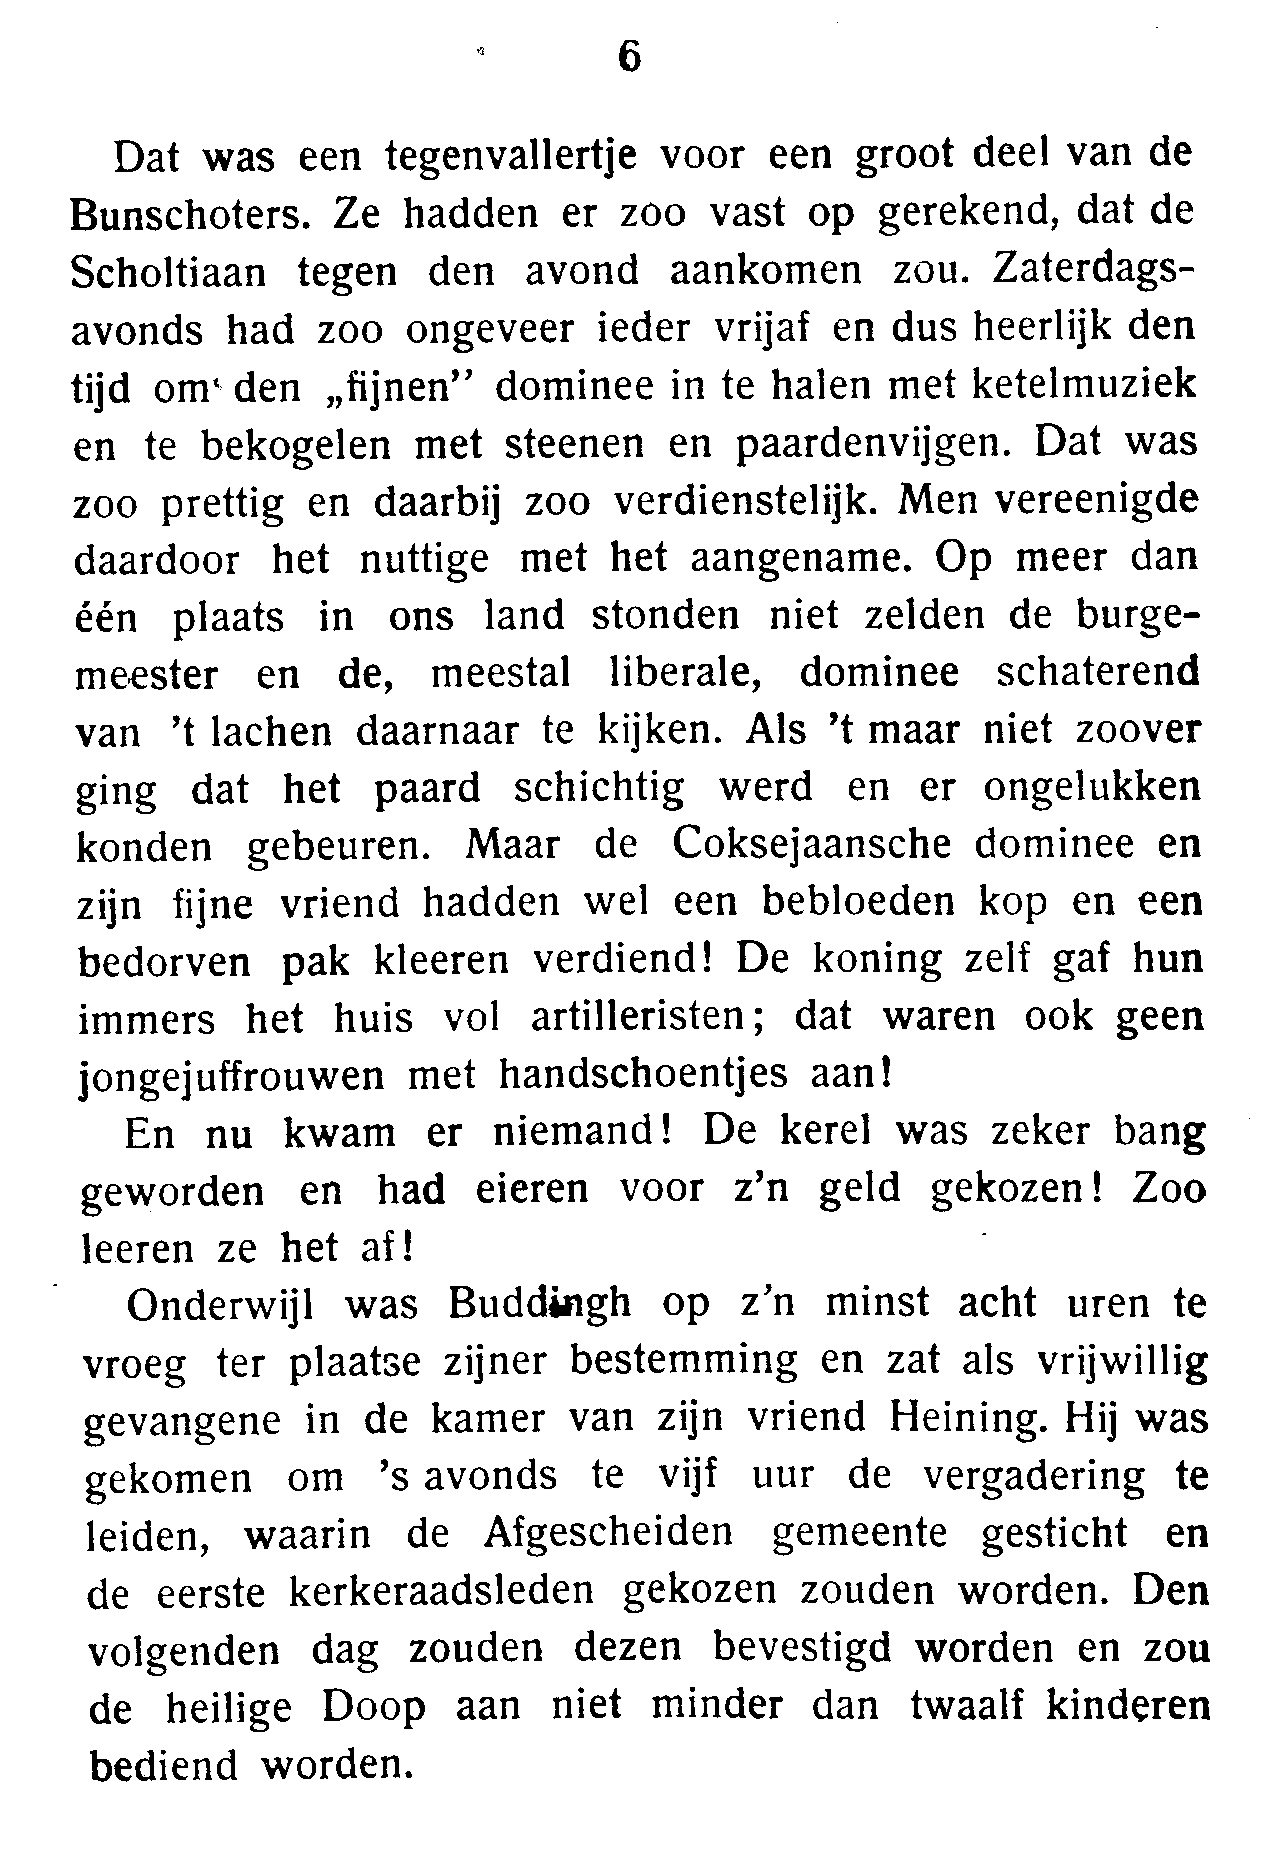 6
Dat was een tegenvallertje voor een groot deel van de
Bunschoters. Ze hadden er zoo vast op gerekend, dat de
Scholtiaan tegen den avond aankomen zou. Zaterdags-
avonds had zoo ongeveer ieder vrijaf en dus heerlijk den
tijd om den „fijnen” dominee in te halen met ketelmuziek
en te bekogelen met steenen en paardenvijgen. Dat was
zoo prettig en daarbij zoo verdienstelijk. Men vereenigde
daardoor het nuttige met het aangename. Op meer dan
één plaats in ons land stonden niet zelden de burge-
meester en de, meestal liberale, dominee schaterend
van ’t lachen daarnaar te kijken. Als ’t maar niet zoover
ging dat het paard schichtig werd en er ongelukken
konden gebeuren. Maar de Coksejaansche dominee en
zijn fijne vriend hadden wel een bebloeden kop en een
bedorven pak kleeren verdiend! De koning zelf gaf hun
immers het huis vol artilleristen; dat waren ook geen
jongejuffrouwen met handschoentjes aan!
En nu kwam er niemand! De kerel was zeker bang
geworden en had eieren voor z’n geld gekozen! Zoo
leeren ze het af!
Onderwijl was Buddingh op z’n minst acht uren te
vroeg ter plaatse zijner bestemming en zat als vrijwillig
gevangene in de kamer van zijn vriend Heining. Hij was
gekomen om ’s avonds te vijf uur de vergadering te
leiden, waarin de Afgescheiden gemeente gesticht en
de eerste kerkeraadsleden gekozen zouden worden. Den
volgenden dag zouden dezen bevestigd worden en zou
de heilige Doop aan niet minder dan twaalf kinderen
bediend worden.